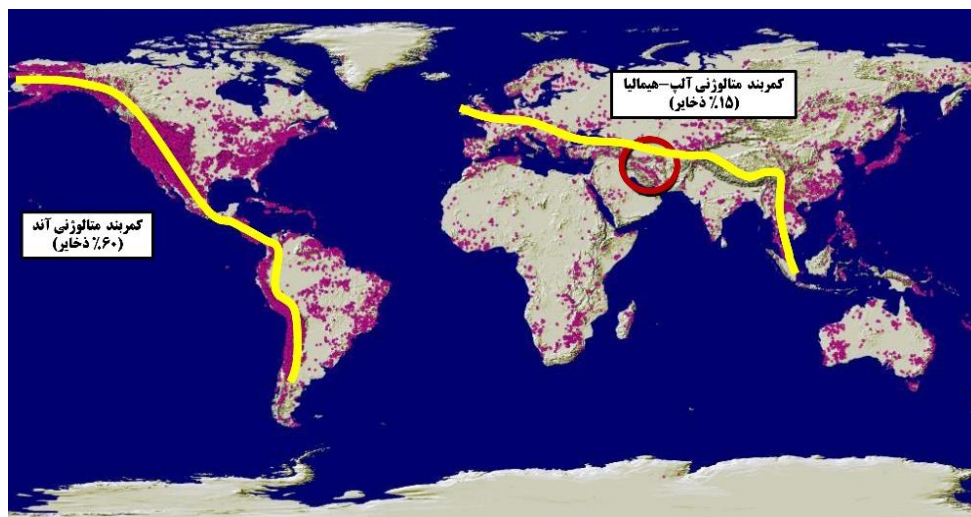 کمربند متالوژنی آلپ-هیمالیا
(۱۵٪ ذخایر)
کمربند متالوژنی آند
(۶۰٪ ذخایر)